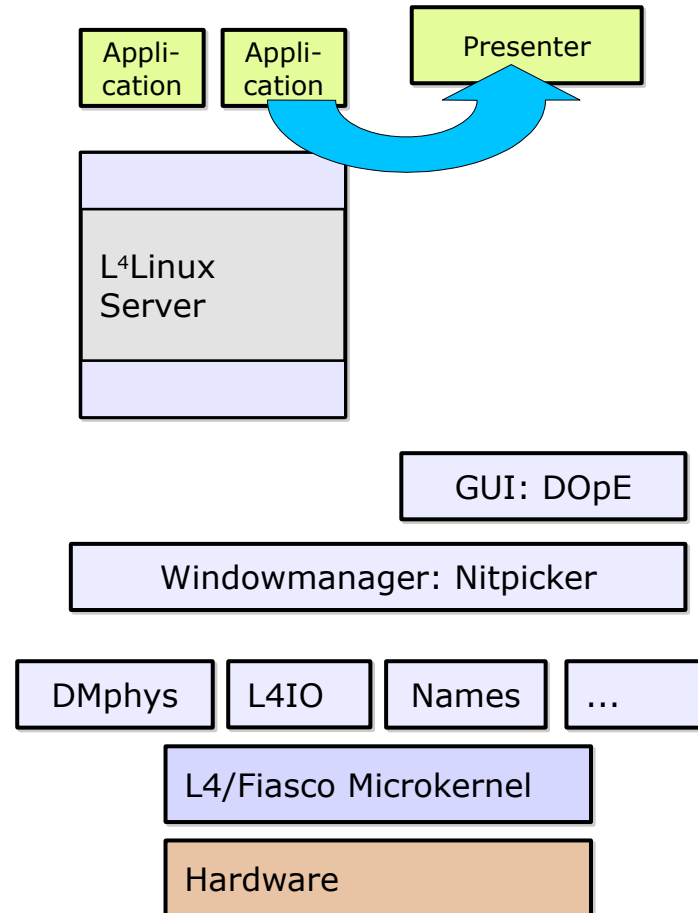 Appli-
cation
Appli-
cation
Presenter
L⁴Linux
Server
GUI: DOpE
Windowmanager: Nitpicker
DMphys
L4IO
Names
...
L4/Fiasco Microkernel
Hardware